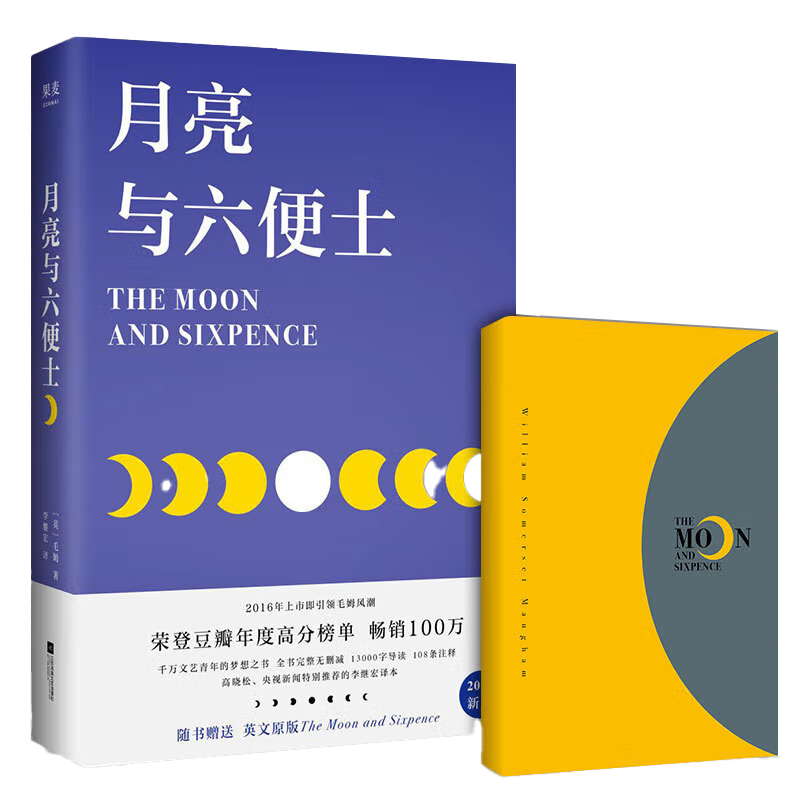 果麦
GUOMAI
月亮与六便士
[英] 毛姆 著
李继宏 译
月亮
与六便士
THE MOON
AND SIXPENCE
2016年上市即引领毛姆风潮
荣登豆瓣年度高分榜单 畅销100万
千万文艺青年的梦想之书 全书完整无删减 13000字导读 108条注释
高晓松、央视新闻特别推荐的李继宏译本
随书赠送 英文原版The Moon and Sixpence
20
新
William Somerset Maugham
THE
MOON
AND
SIXPENCE